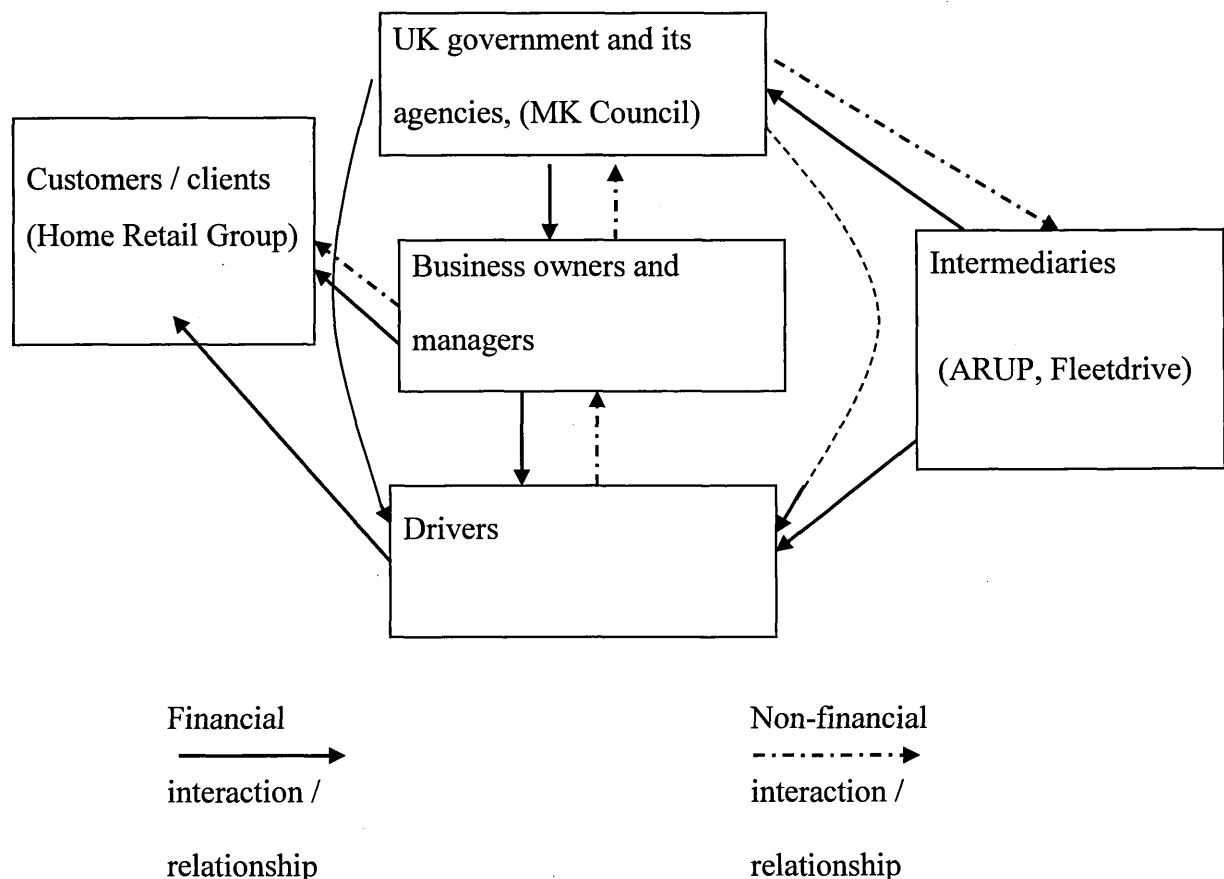 UK government and its
agencies, (MK Council)
Customers / clients
(Home Retail Group)
Business owners and
managers
Intermediaries
(ARUP, Fleetdrive)
Drivers
Financial
interaction /
relationship
Non-financial
interaction /
relationship